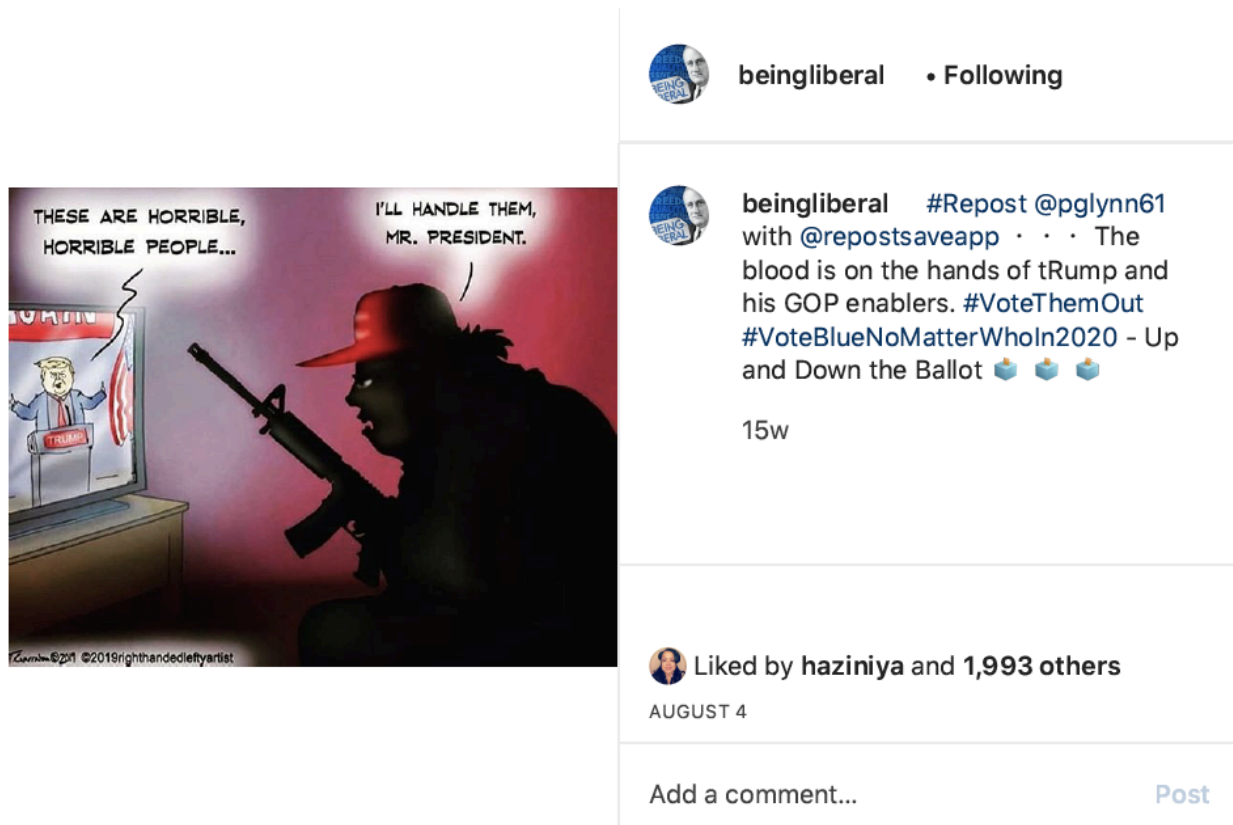 beingliberal • Following
THESE ARE HORRIBLE,
HORRIBLE PEOPLE...
I'LL HANDLE THEM,
MR. PRESIDENT.
AGAIN
TRUMP
©2019 ©2019righthandedleftyartist
beingliberal #Repost @pglynn61
with @repostsaveapp · · · The
blood is on the hands of tRump and
his GOP enablers. #VoteThemOut
#VoteBlueNoMatterWhoIn2020 - Up
and Down the Ballot
15w
Liked by haziniya and 1,993 others
AUGUST 4
Add a comment...
Post